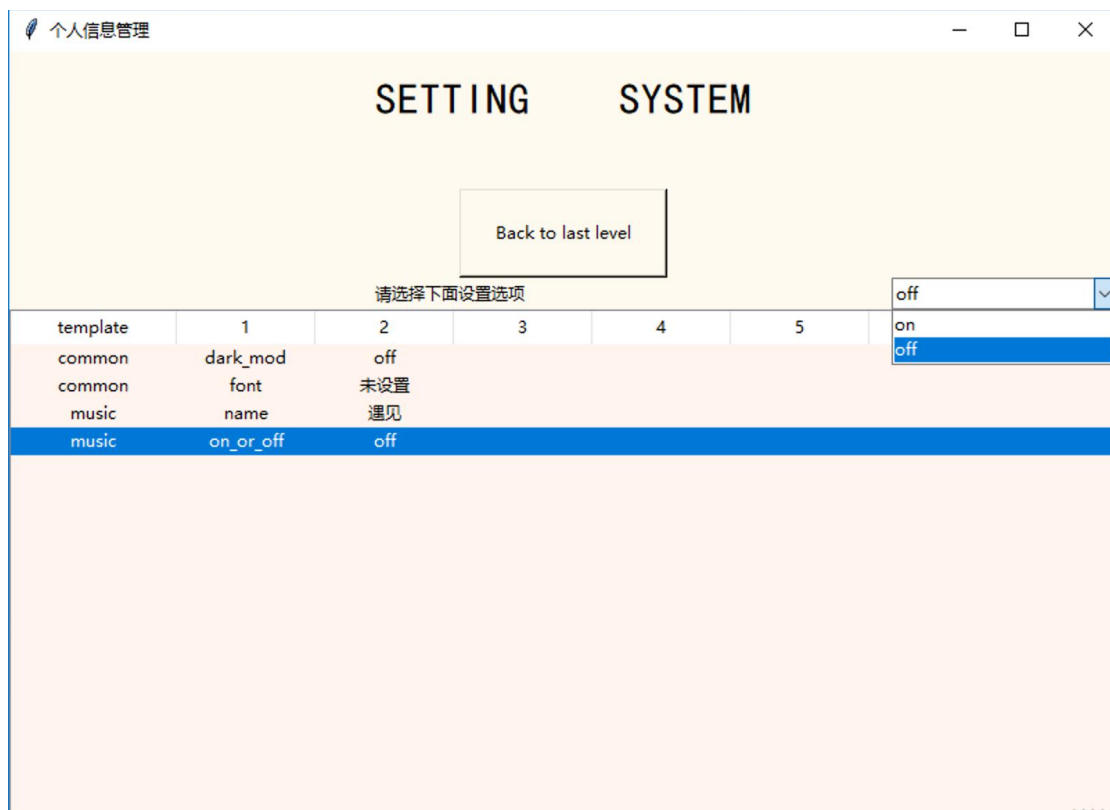 个人信息管理
SETTING SYSTEM
Back to last level
请选择下面设置选项 off
template 1 2 3 4 5
on
off
common dark_mod off
common font 未设置
music name 遇见
music on_or_off off